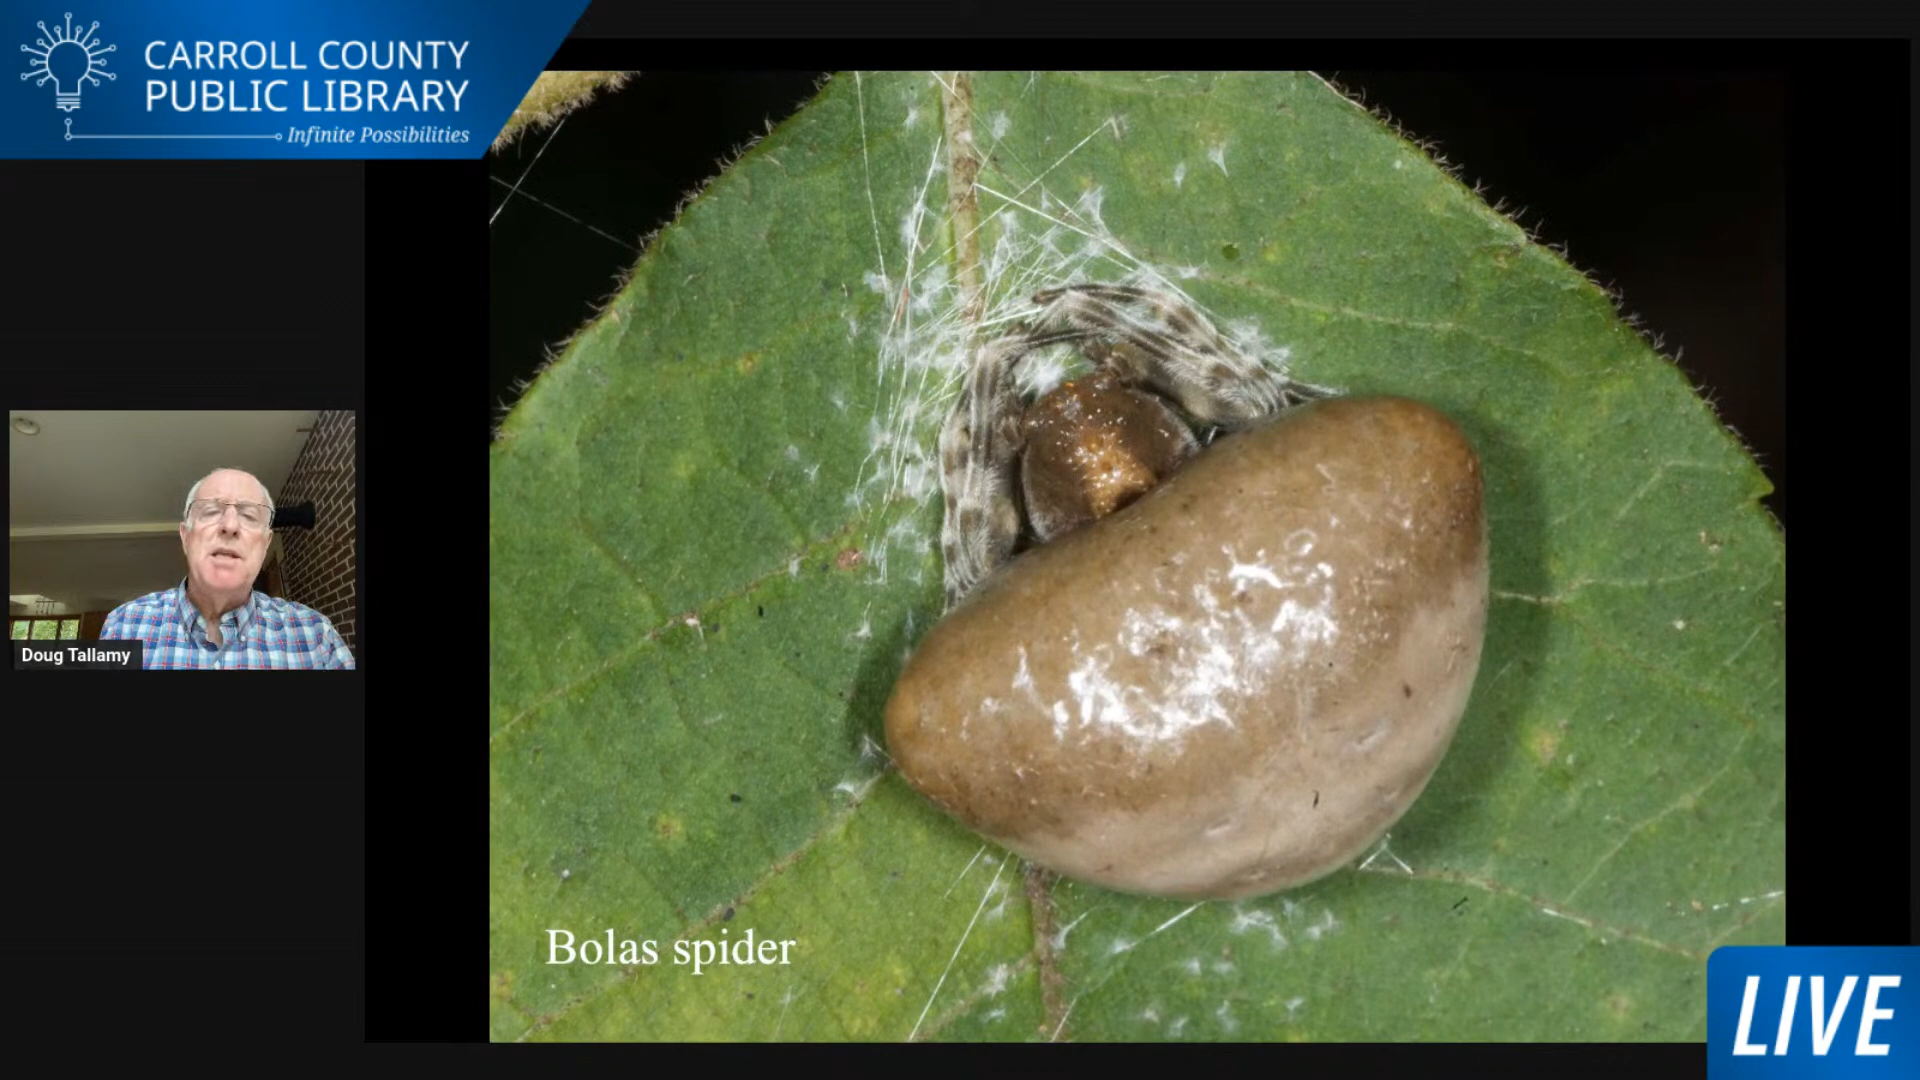 CARROLL COUNTY
PUBLIC LIBRARY
Infinite Possibilities
Doug Tallamy
Bolas spider
LIVE